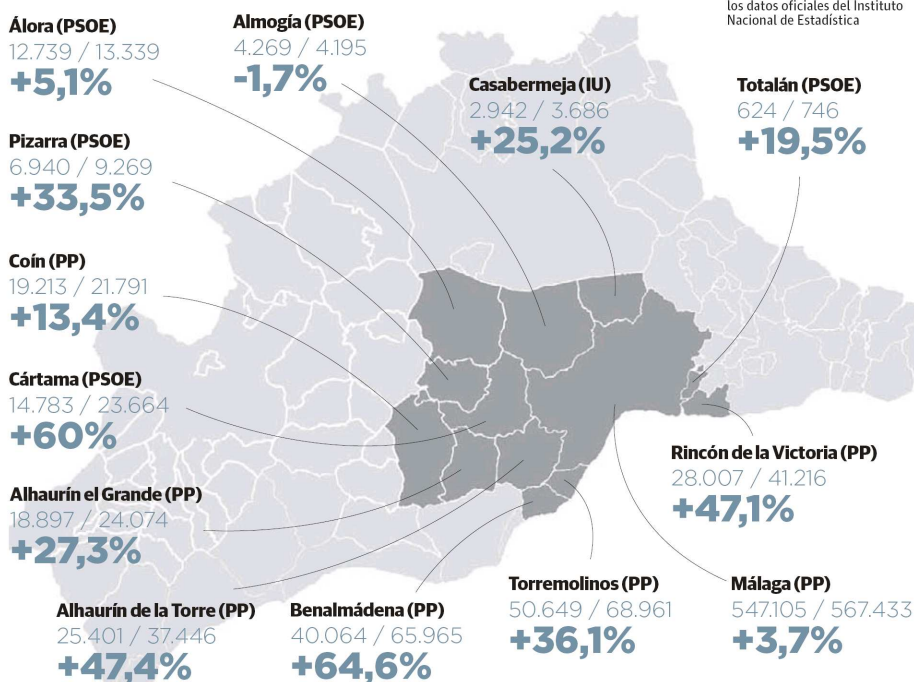 los datos oficiales del Instituto
Nacional de Estadística
Álora (PSOE)
12.739 / 13.339
+5,1%
Almogía (PSOE)
4.269 / 4.195
-1,7%
Casabermeja (IU)
2.942 / 3.686
+25,2%
Totalán (PSOE)
624 / 746
+19,5%
Pizarra (PSOE)
6.940 / 9.269
+33,5%
Coín (PP)
19.213 / 21.791
+13,4%
Cártama (PSOE)
14.783 / 23.664
+60%
Alhaurín el Grande (PP)
18.897 / 24.074
+27,3%
Rincón de la Victoria (PP)
28.007 / 41.216
+47,1%
Alhaurín de la Torre (PP)
25.401 / 37.446
+47,4%
Benalmádena (PP)
40.064 / 65.965
+64,6%
Torremolinos (PP)
50.649 / 68.961
+36,1%
Málaga (PP)
547.105 / 567.433
+3,7%